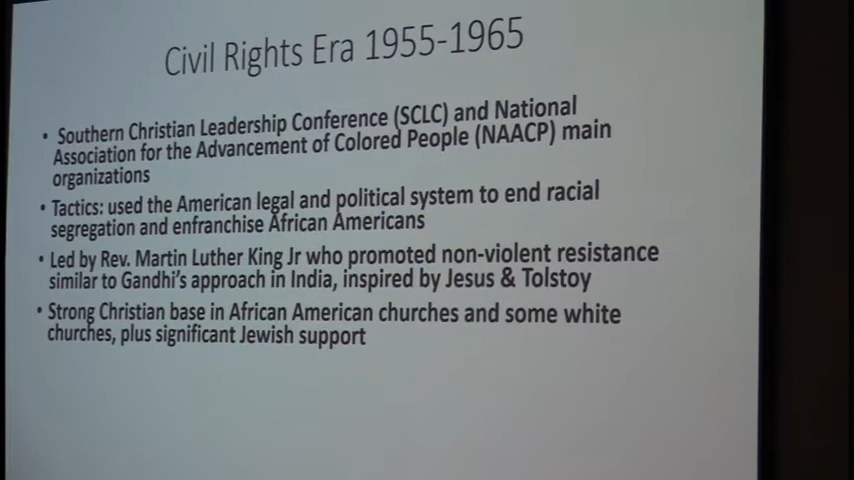 Civil Rights Era 1955-1965
• Southern Christian Leadership Conference (SCLC) and National
Association for the Advancement of Colored People (NAACP) main
organizations
• Tactics: used the American legal and political system to end racial
segregation and enfranchise African Americans
• Led by Rev. Martin Luther King Jr who promoted non-violent resistance
similar to Gandhi's approach in India, inspired by Jesus & Tolstoy
• Strong Christian base in African American churches and some white
churches, plus significant Jewish support